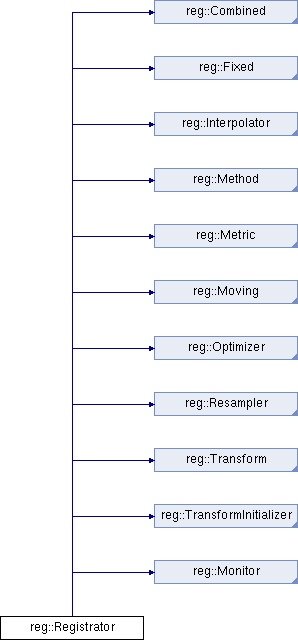 reg::Combined
reg::Fixed
reg::Interpolator
reg::Method
reg::Metric
reg::Moving
reg::Optimizer
reg::Resampler
reg::Transform
reg::TransformInitializer
reg::Monitor
reg::Registrator